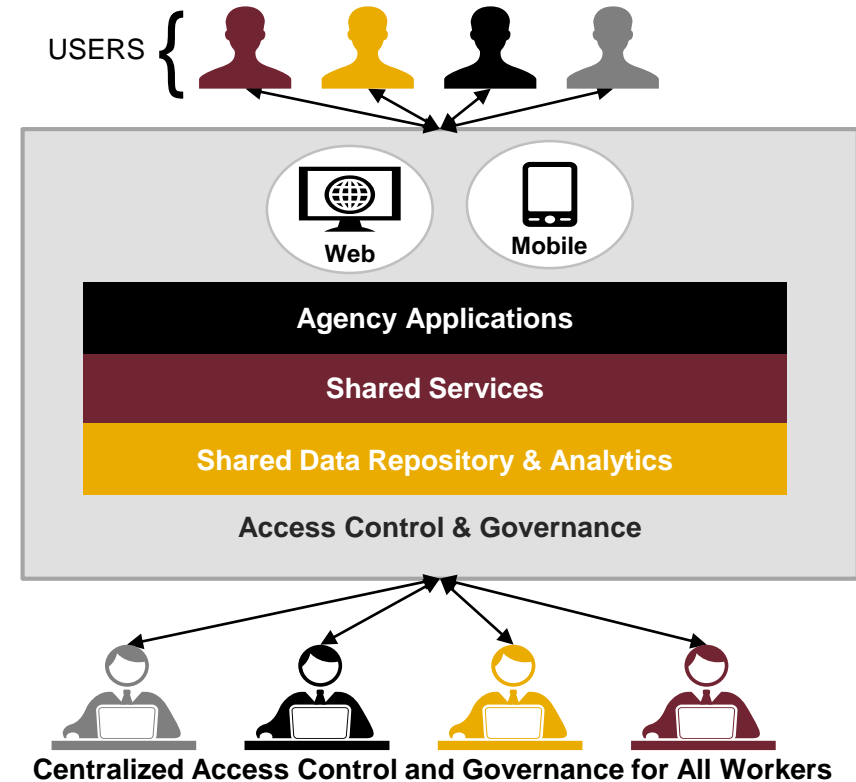 USERS
Web
Mobile
Agency Applications
Shared Services
Shared Data Repository & Analytics
Access Control & Governance
Centralized Access Control and Governance for All Workers